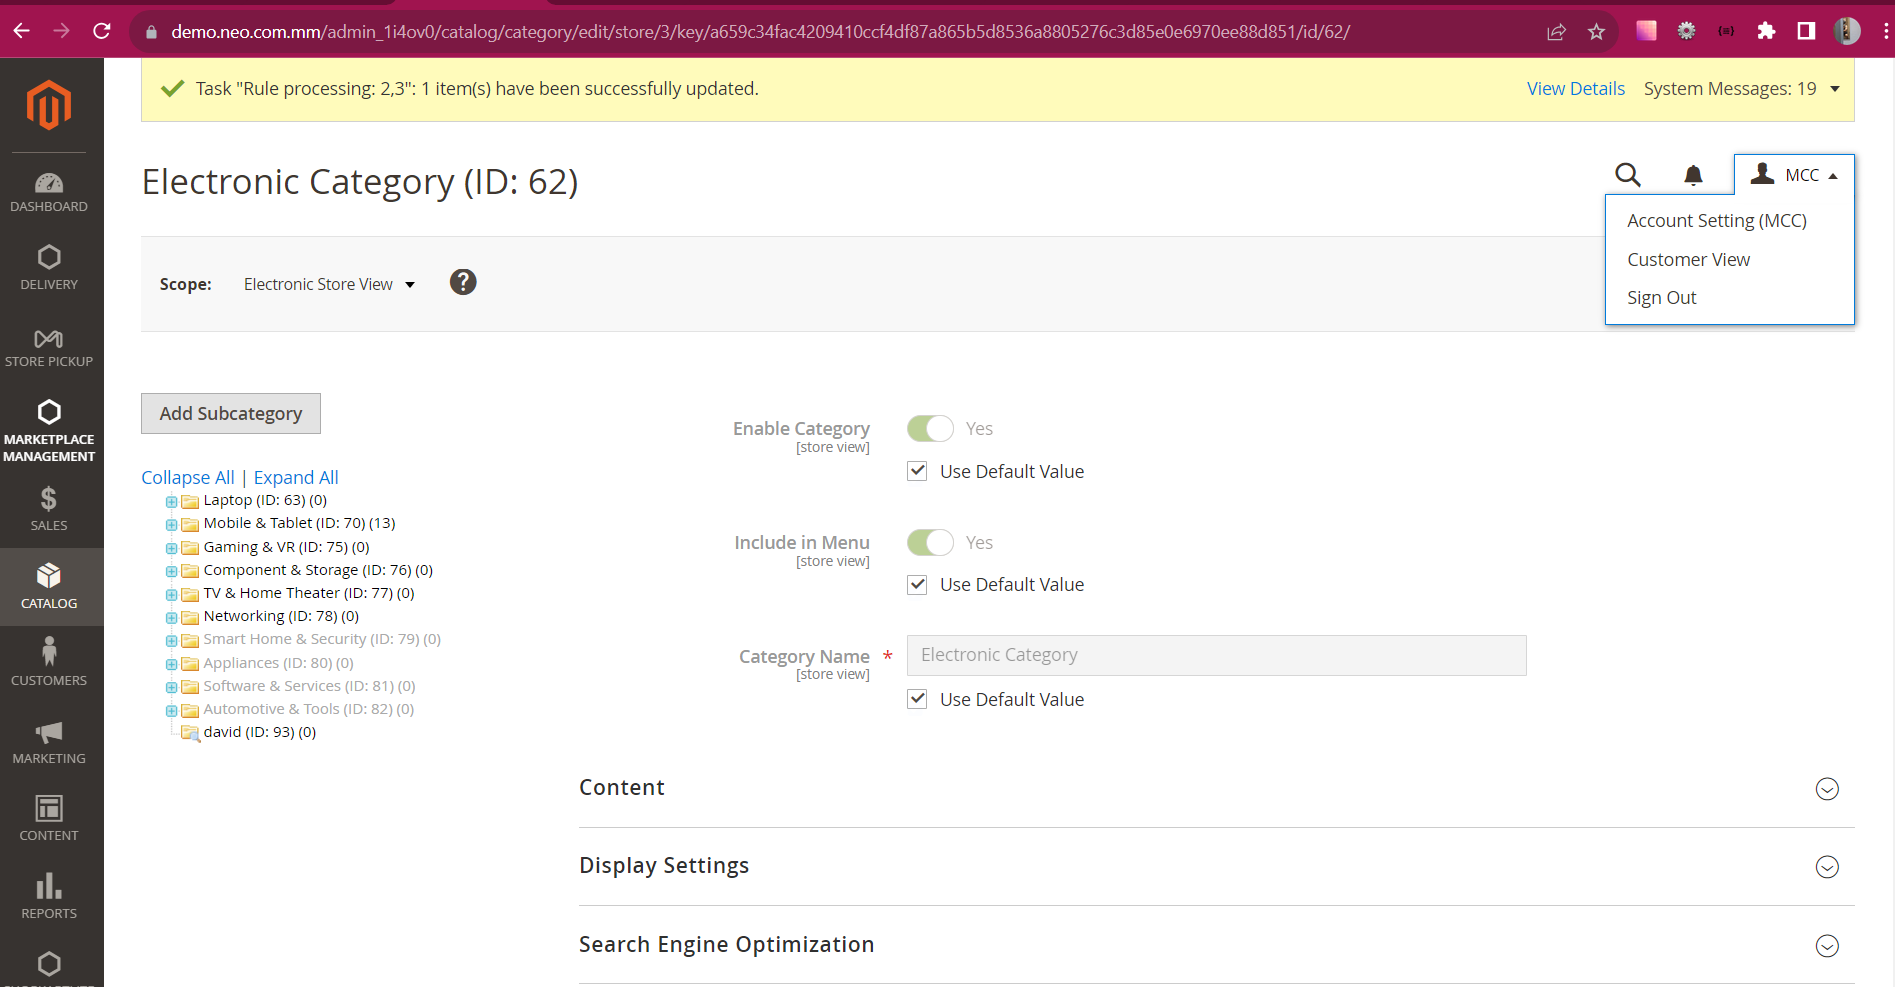 demo.neo.com.mm/admin_1i4ov0/catalog/category/edit/store/3/key/a659c34fac4209410ccf4df87a865b5d8536a8805276c3d85e0e6970ee88d851/id/62/
Task "Rule processing: 2,3": 1 item(s) have been successfully updated.
View Details
System Messages: 19
Electronic Category (ID: 62)
MCC
Account Setting (MCC)
Customer View
Sign Out
Scope:
Electronic Store View
?
DASHBOARD
DELIVERY
STORE PICKUP
MARKETPLACE
MANAGEMENT
$
SALES
CATALOG
CUSTOMERS
MARKETING
CONTENT
REPORTS
Add Subcategory
Collapse All | Expand All
Laptop (ID: 63) (0)
Mobile & Tablet (ID: 70) (13)
Gaming & VR (ID: 75) (0)
Component & Storage (ID: 76) (0)
TV & Home Theater (ID: 77) (0)
Networking (ID: 78) (0)
Smart Home & Security (ID: 79) (0)
Appliances (ID: 80) (0)
Software & Services (ID: 81) (0)
Automotive & Tools (ID: 82) (0)
david (ID: 93) (0)
Enable Category
[store view]
Yes
Use Default Value
Include in Menu
[store view]
Yes
Use Default Value
Category Name *
[store view]
Electronic Category
Use Default Value
Content
Display Settings
Search Engine Optimization